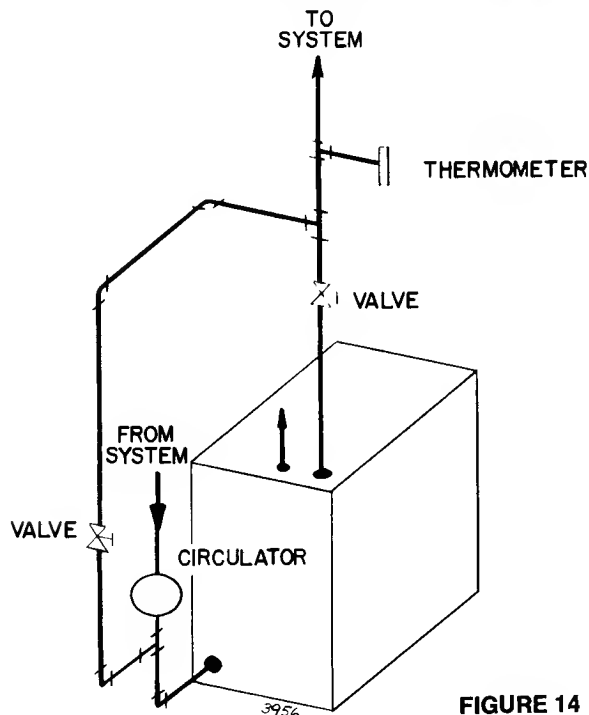 TO
SYSTEM
THERMOMETER
VALVE
FROM
SYSTEM
VALVE
CIRCULATOR
3956
FIGURE 14